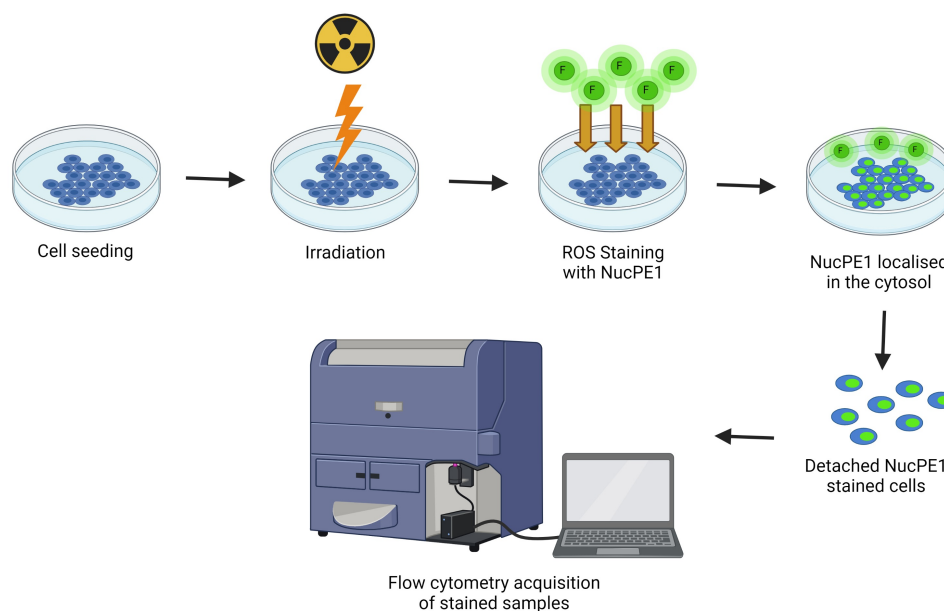 F F F
F F
F F F
Cell seeding
Irradiation
ROS Staining
with NucPE1
NucPE1 localised
in the cytosol
Detached NucPE1
stained cells
Flow cytometry acquisition
of stained samples